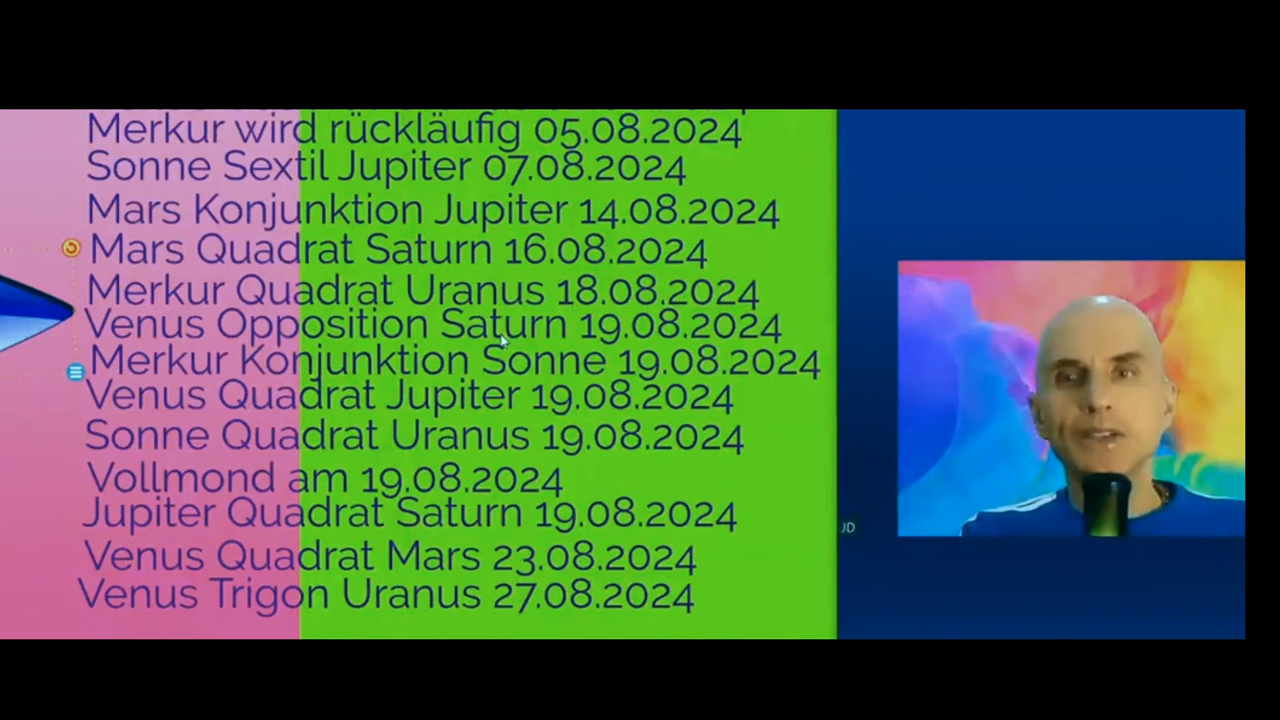 Merkur wird rückläufig 05.08.2024
Sonne Sextil Jupiter 07.08.2024
Mars Konjunktion Jupiter 14.08.2024
Mars Quadrat Saturn 16.08.2024
Merkur Quadrat Uranus 18.08.2024
Venus Opposition Saturn 19.08.2024
Merkur Konjunktion Sonne 19.08.2024
Venus Quadrat Jupiter 19.08.2024
Sonne Quadrat Uranus 19.08.2024
Vollmond am 19.08.2024
Jupiter Quadrat Saturn 19.08.2024
Venus Quadrat Mars 23.08.2024
Venus Trigon Uranus 27.08.2024
JD